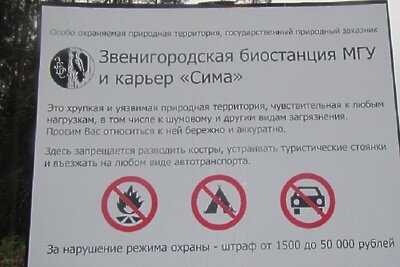 Особо охраняемая природная территория, государственный природный заказник
Звенигородская биостанция МГУ
и карьер «Сима»
Это хрупкая и уязвимая природная территория, чувствительная к любым
нагрузкам, в том числе к шумовому и другим видам загрязнения.
Просим Вас относиться к ней бережно и аккуратно.
Здесь запрещается разводить костры, устраивать туристические стоянки
и въезжать на любом виде автотранспорта.
За нарушение режима охраны - штраф от 1500 до 50 000 рублей